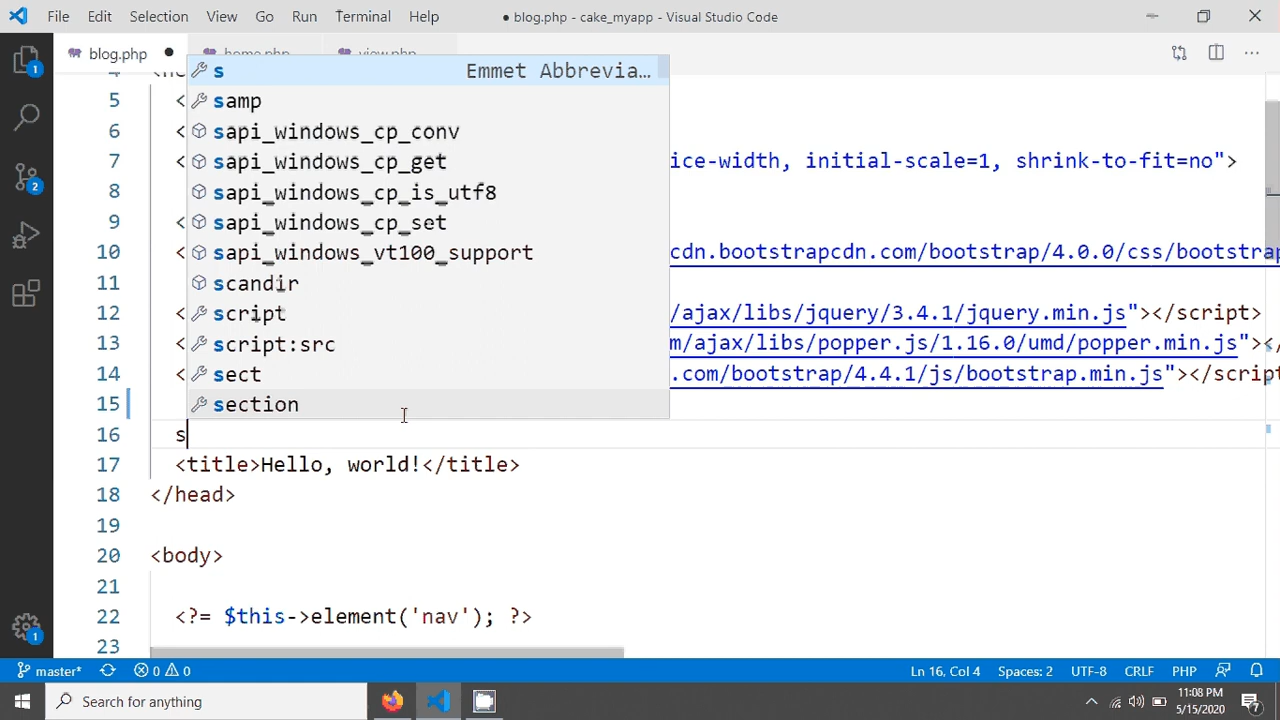 File Edit Selection View Go Run Terminal Help ● blog.php - cake_myapp - Visual Studio Code
blog.php ● home.php view.php
s Emmet Abbrevia…
5 < samp
6 < sapi_windows_cp_conv
7 < sapi_windows_cp_get ice-width, initial-scale=1, shrink-to-fit=no">
8 sapi_windows_cp_is_utf8
9 < sapi_windows_cp_set
10 < sapi_windows_vt100_support cdn.bootstrapcdn.com/bootstrap/4.0.0/css/bootstrap
11 scandir
12 < script /ajax/libs/jquery/3.4.1/jquery.min.js"></script>
13 < script:src m/ajax/libs/popper.js/1.16.0/umd/popper.min.js"></
14 < sect .com/bootstrap/4.4.1/js/bootstrap.min.js"></script
15 section
16 s
17 <title>Hello, world!</title>
18 </head>
19
20 <body>
21
22 <?= $this->element('nav'); ?>
23
master* 0 0 Ln 16, Col 4 Spaces: 2 UTF-8 CRLF PHP
Search for anything
11:08 PM
5/15/2020